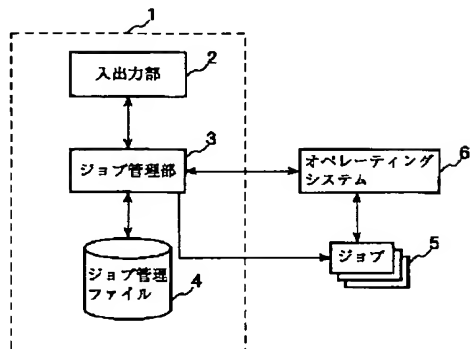 1
入出力部
2
ジョブ管理部
3
オペレーティング
システム
6
ジョブ管理
ファイル
4
ジョブ
5